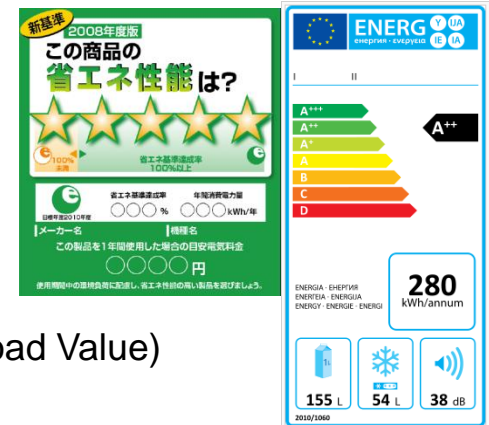 新基準
2008年度版
この商品の
省エネ性能は?
100%
未満
省エネ基準達成率
100%以上
目標年度2010年度
省エネ基準達成率
○○○%
年間消費電力量
○○○kWh/年
メーカー名
機種名
この製品を1年間使用した場合の目安電気料金
○○○○円
使用期間中の環境負荷に配慮し、省エネ性能の高い製品を選びましょう。
oad Value)
ENERG Y IJA
енергия · ενεργεια IE IA
I II
A+++
A++
A+
A
B
C
D
A++
ENERGIA · ЕНЕРГИЯ
ΕΝΕΡΓΕΙΑ · ENERGIJA
ENERGY · ENERGIE · ENERGI
280
kWh/annum
1L
155 L
54 L
38 dB
2010/1060